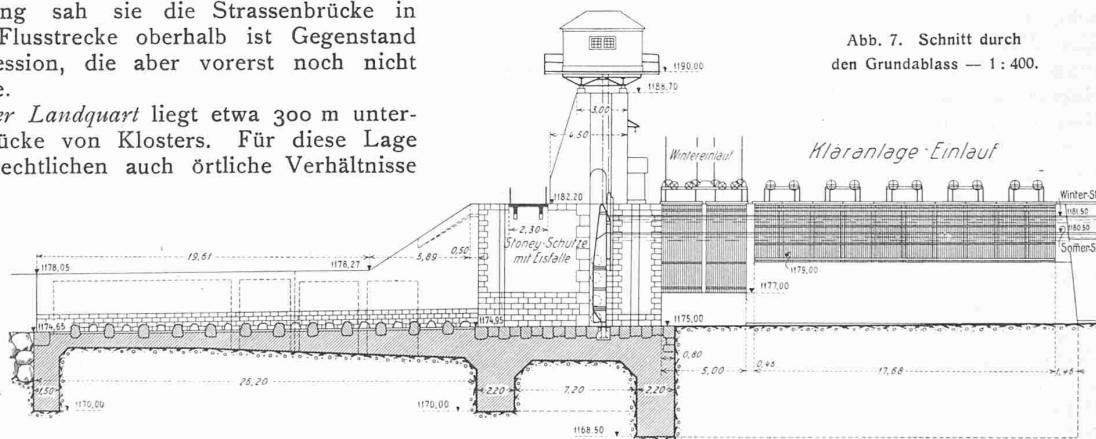 ng sah sie die Strassenbrücke in
Flusstrecke oberhalb ist Gegenstand
ession, die aber vorerst noch nicht
e.
er Landquart liegt etwa 300 m unter-
ücke von Klosters. Für diese Lage
echtlichen auch örtliche Verhältnisse
Abb. 7. Schnitt durch
den Grundablass — 1 : 400.
1190,00
1188,70
3,00
4,50
Wintereinlauf
Kläranlage-Einlauf
1182,20
Winter-St
1181,50
1180,50
Somer-S
2,30
Stoney-Schütze
mit Eisfalle
0,50
5,89
19,61
1178,05
1178,27
1179,00
1177,00
1174,65
1174,95
1175,00
0,80
5,00
0,46
17,68
1,46
1,50
26,20
2,20
7,20
2,20
1170,00
1170,00
1168,50